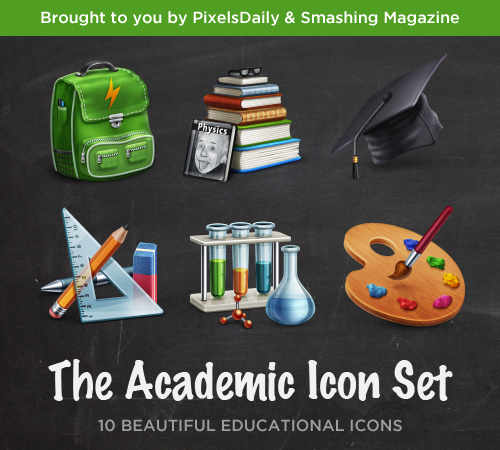 Brought to you by PixelsDaily & Smashing Magazine
Physics
The Academic Icon Set
10 BEAUTIFUL EDUCATIONAL ICONS